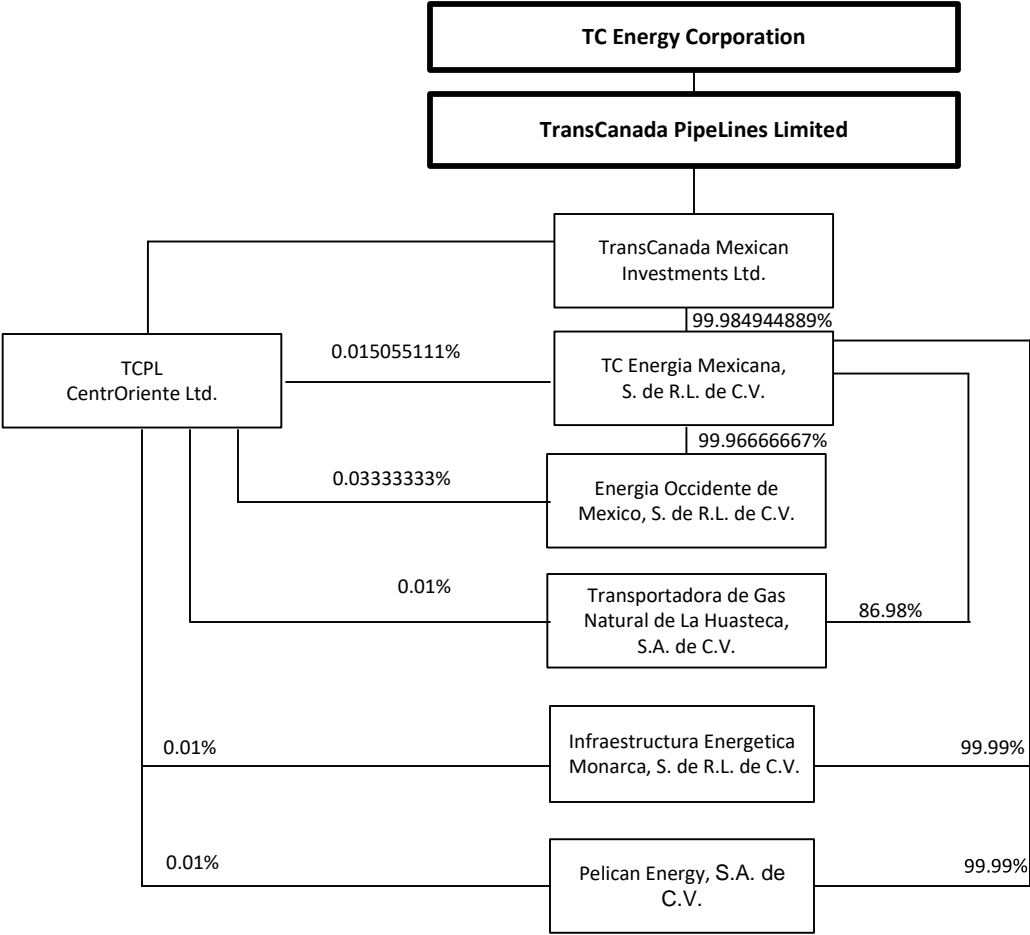 TC Energy Corporation
TransCanada PipeLines Limited
TransCanada Mexican
Investments Ltd.
99.984944889%
0.015055111%
TCPL
CentrOriente Ltd.
TC Energia Mexicana,
S. de R.L. de C.V.
99.96666667%
0.03333333%
Energia Occidente de
Mexico, S. de R.L. de C.V.
0.01%
Transportadora de Gas
Natural de La Huasteca,
S.A. de C.V.
86.98%
0.01%
Infraestructura Energetica
Monarca, S. de R.L. de C.V.
99.99%
0.01%
Pelican Energy, S.A. de
C.V.
99.99%